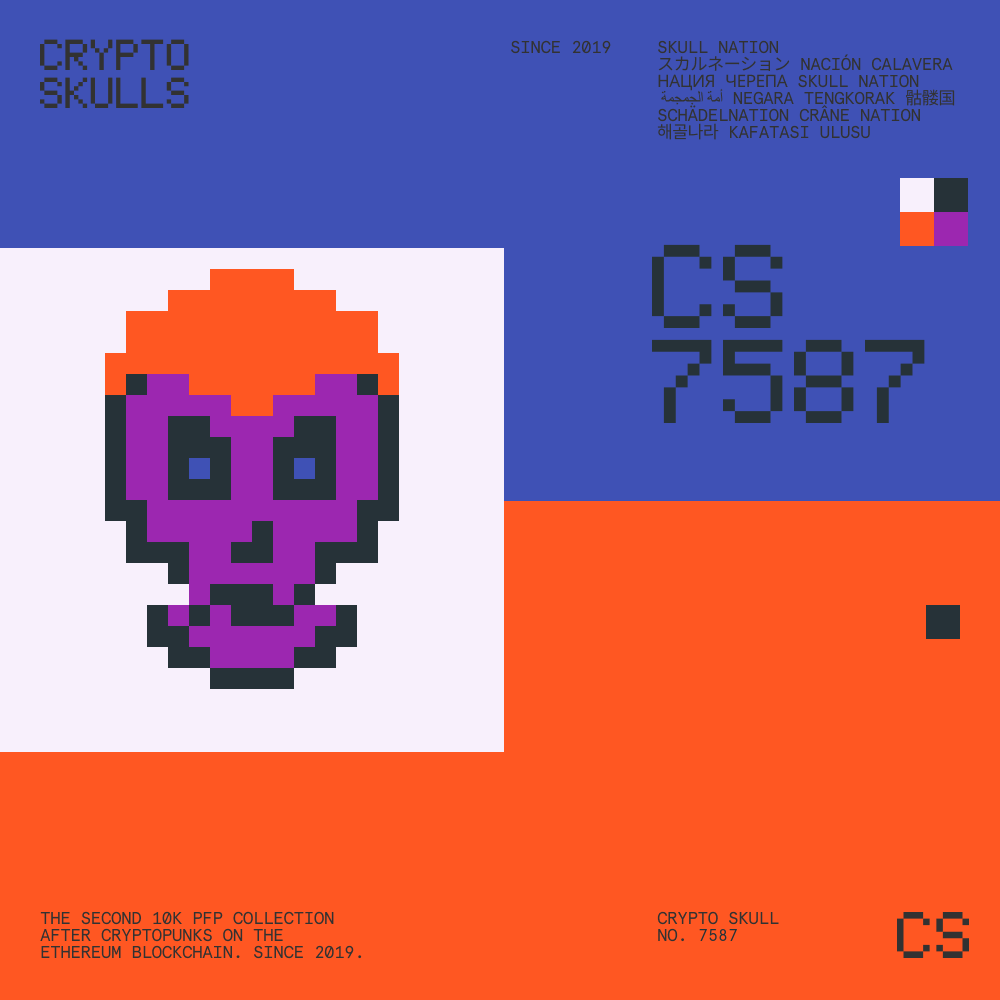 CRYPTO
SKULLS
SINCE 2019
SKULL NATION
スカルネーション NACIÓN CALAVERA
НАЦИЯ ЧЕРЕПА SKULL NATION
أمة الجمجمة NEGARA TENGKORAK 骷髅国
SCHÄDELNATION CRÂNE NATION
해골나라 KAFATASI ULUSU
CS
7587
THE SECOND 10K PFP COLLECTION
AFTER CRYPTOPUNKS ON THE
ETHEREUM BLOCKCHAIN. SINCE 2019.
CRYPTO SKULL
NO. 7587
CS